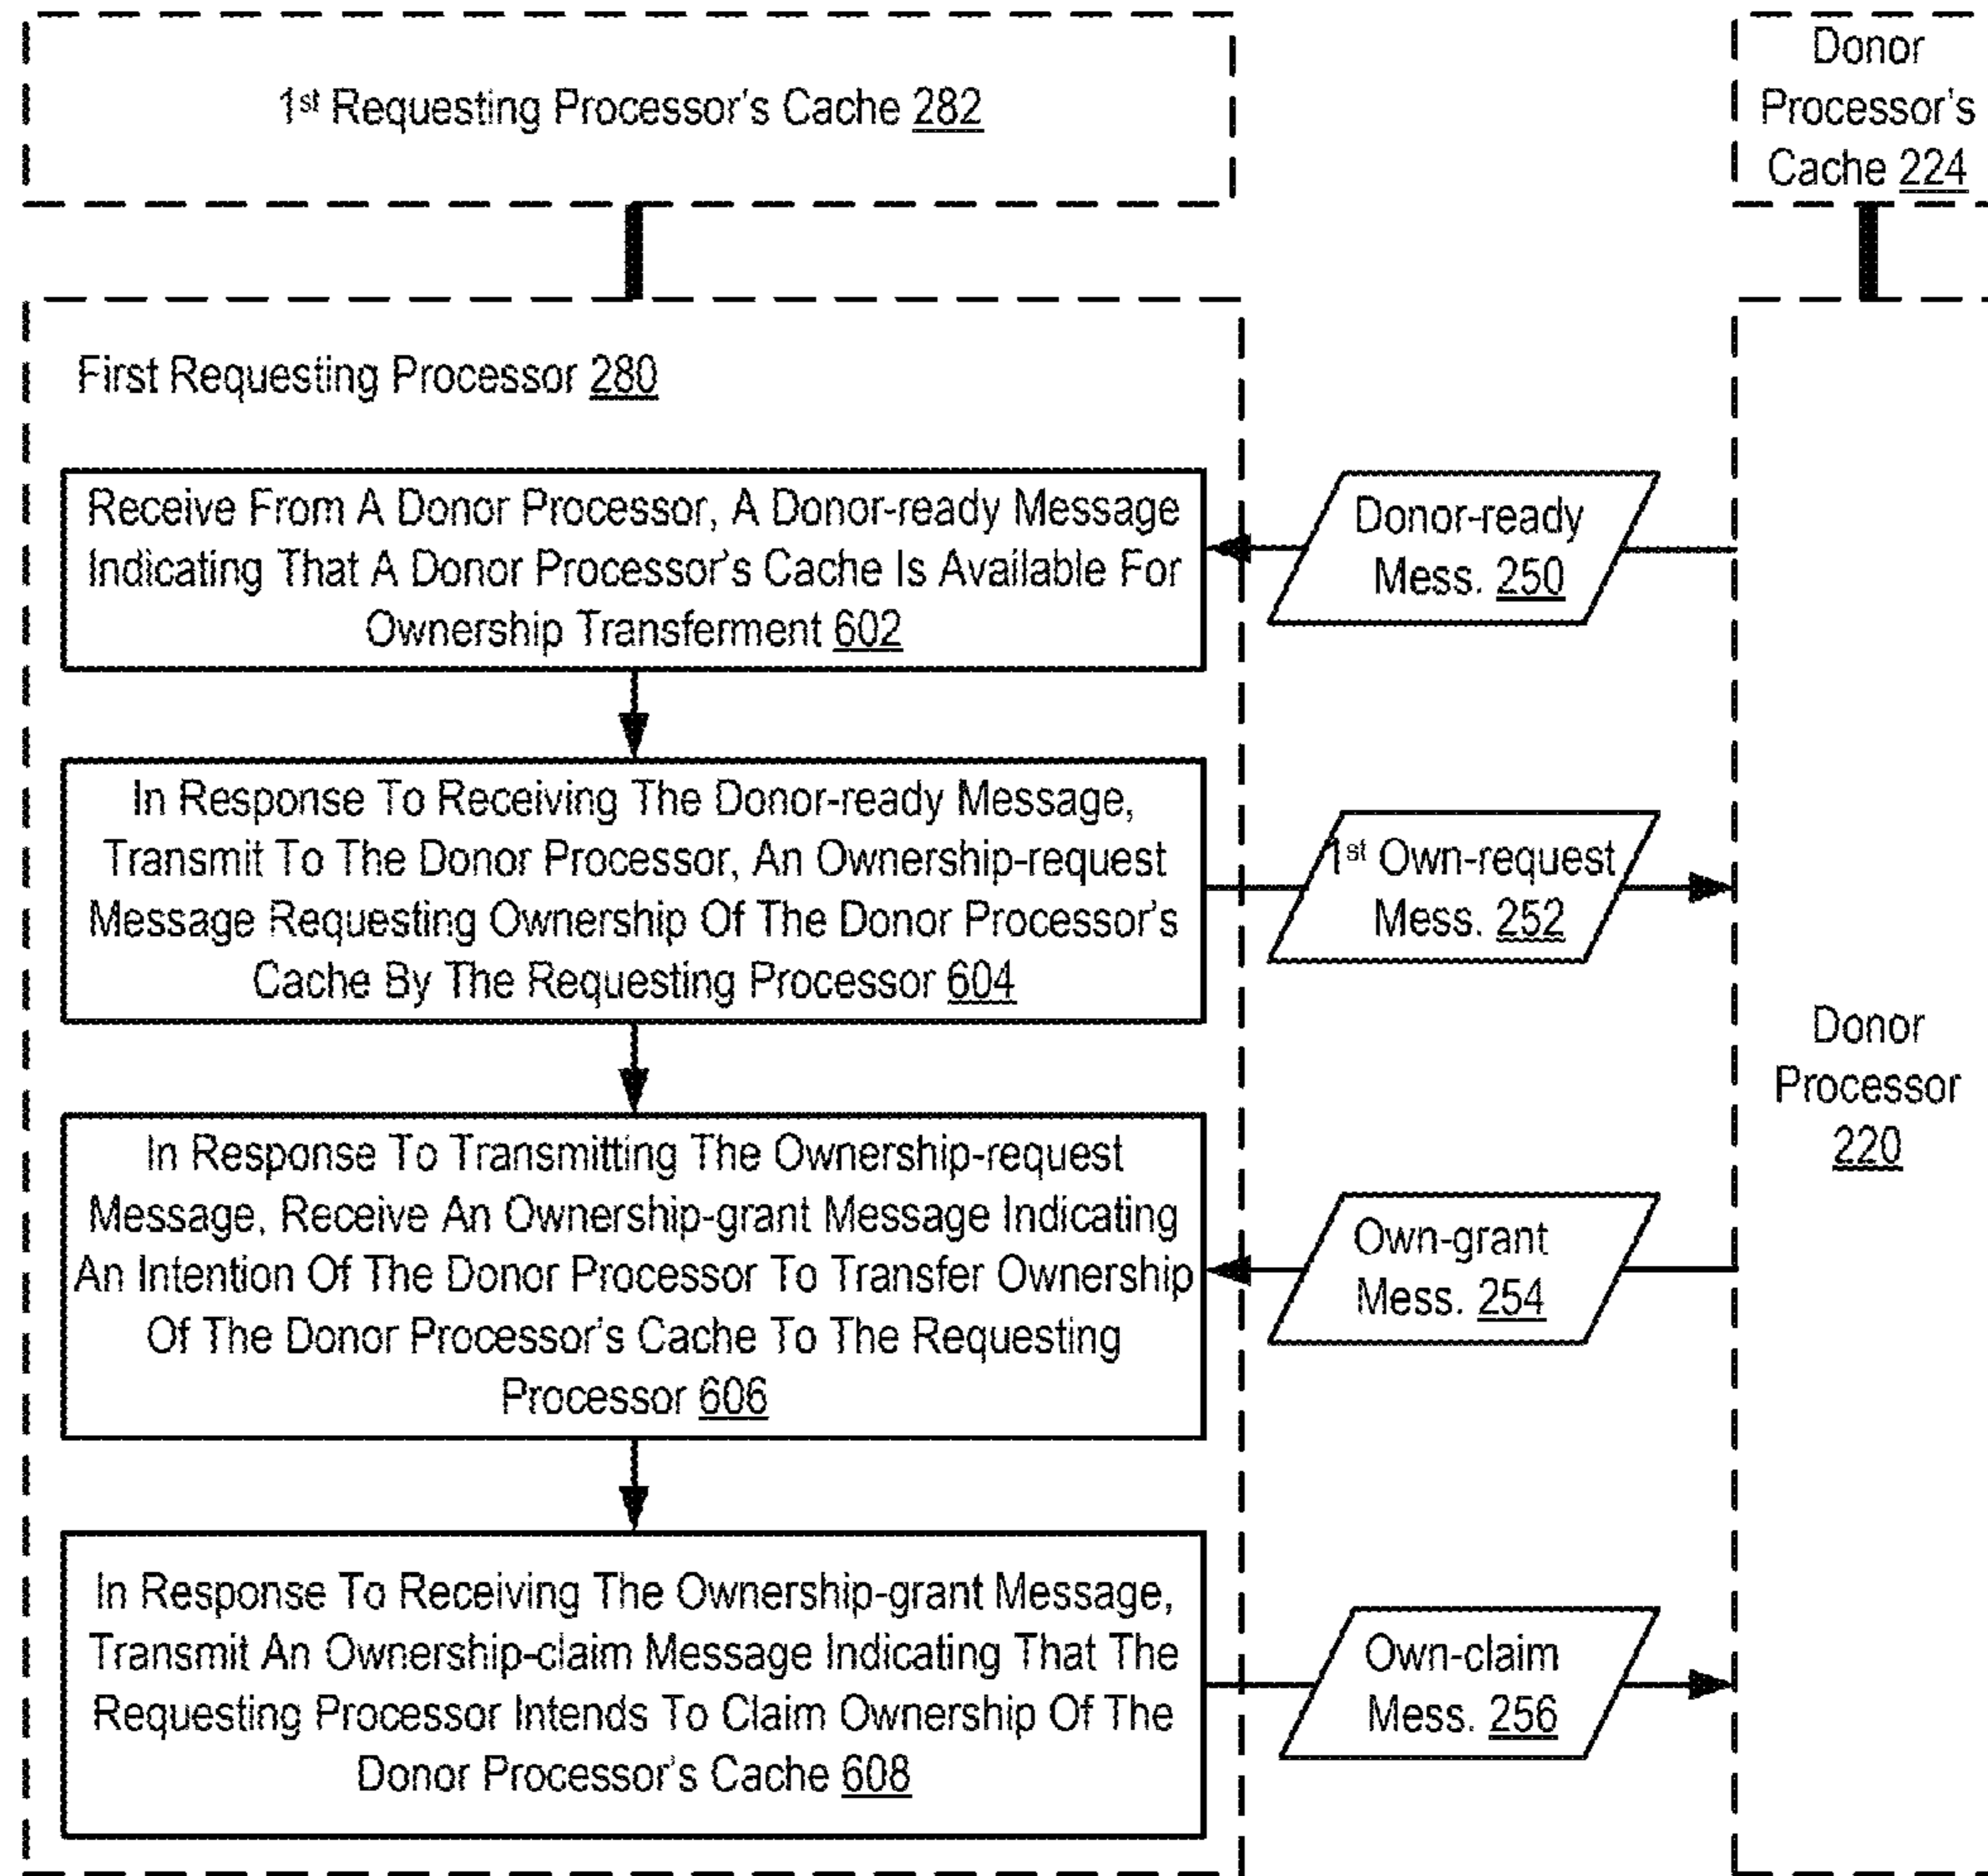 1st Requesting Processor's Cache 282
Donor
Processor's
Cache 224
First Requesting Processor 280
Receive From A Donor Processor, A Donor-ready Message
Indicating That A Donor Processor's Cache Is Available For
Ownership Transferment 602
Donor-ready
Mess. 250
In Response To Receiving The Donor-ready Message,
Transmit To The Donor Processor, An Ownership-request
Message Requesting Ownership Of The Donor Processor's
Cache By The Requesting Processor 604
1st Own-request
Mess. 252
Donor
Processor
220
In Response To Transmitting The Ownership-request
Message, Receive An Ownership-grant Message Indicating
An Intention Of The Donor Processor To Transfer Ownership
Of The Donor Processor's Cache To The Requesting
Processor 606
Own-grant
Mess. 254
In Response To Receiving The Ownership-grant Message,
Transmit An Ownership-claim Message Indicating That The
Requesting Processor Intends To Claim Ownership Of The
Donor Processor's Cache 608
Own-claim
Mess. 256